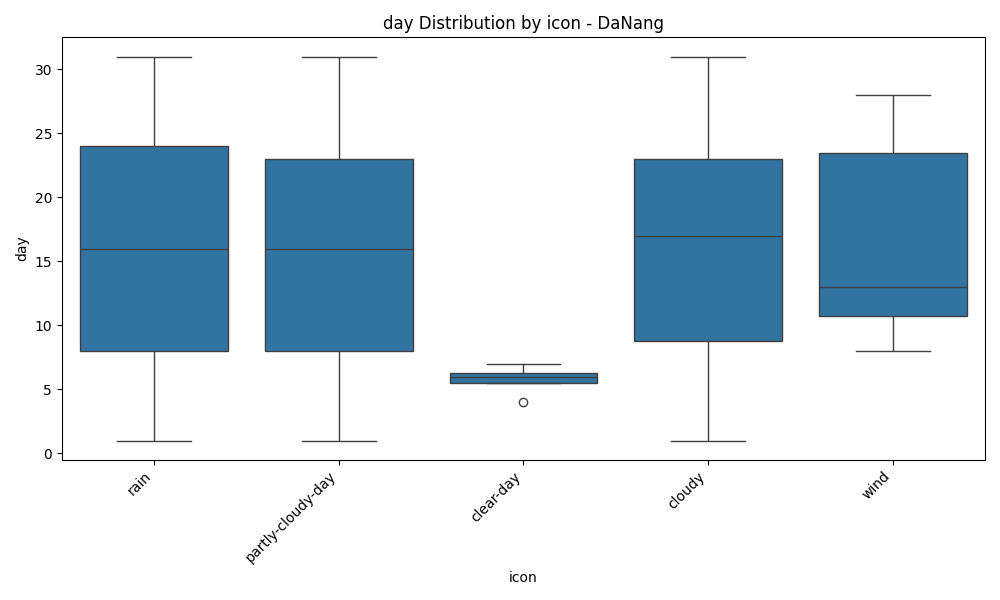 day Distribution by icon - DaNang
day
30
25
20
15
10
5
0
rain
partly-cloudy-day
clear-day
cloudy
wind
icon